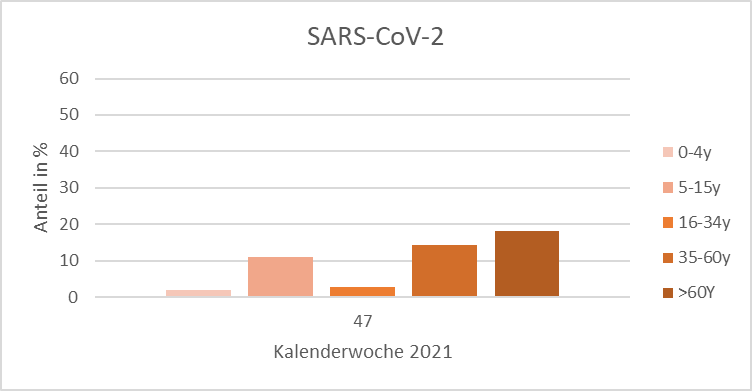 SARS-CoV-2
60
50
40
30
20
10
0
Anteil in %
47
Kalenderwoche 2021
0-4y
5-15y
16-34y
35-60y
>60Y